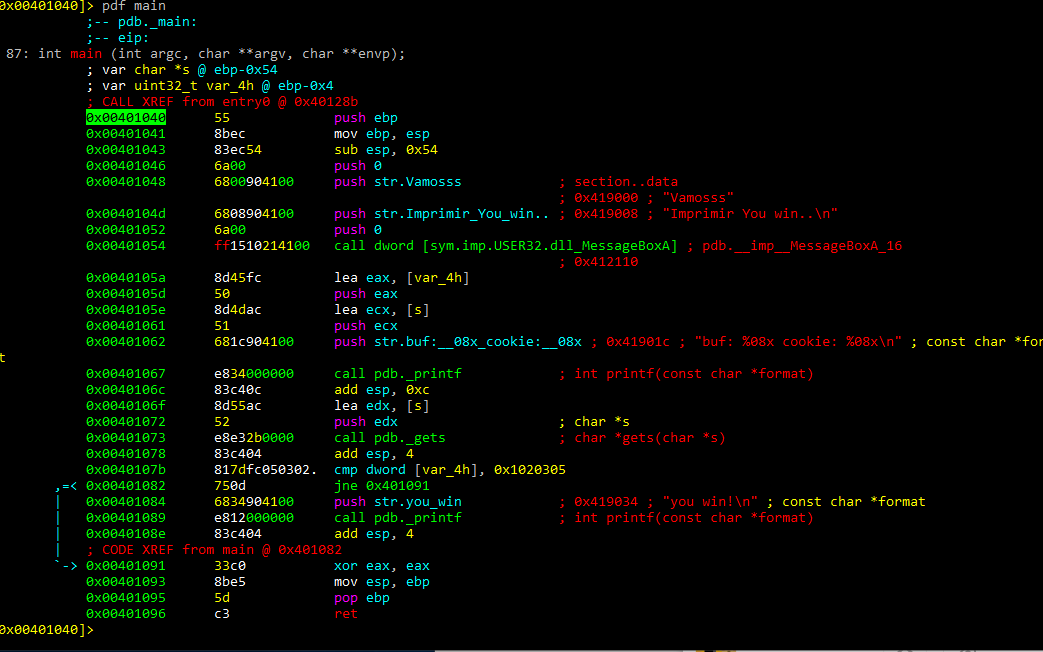 0x00401040]> pdf main
;-- pdb._main:
;-- eip:
87: int main (int argc, char **argv, char **envp);
; var char *s @ ebp-0x54
; var uint32_t var_4h @ ebp-0x4
; CALL XREF from entry0 @ 0x40128b
0x00401040 55 push ebp
0x00401041 8bec mov ebp, esp
0x00401043 83ec54 sub esp, 0x54
0x00401046 6a00 push 0
0x00401048 6800904100 push str.Vamosss ; section..data
; 0x419000 ; "Vamosss"
0x0040104d 6808904100 push str.Imprimir_You_win.. ; 0x419008 ; "Imprimir You win..\n"
0x00401052 6a00 push 0
0x00401054 ff1510214100 call dword [sym.imp.USER32.dll_MessageBoxA] ; pdb.__imp__MessageBoxA_16
; 0x412110
0x0040105a 8d45fc lea eax, [var_4h]
0x0040105d 50 push eax
0x0040105e 8d4dac lea ecx, [s]
0x00401061 51 push ecx
0x00401062 681c904100 push str.buf:__08x_cookie:__08x ; 0x41901c ; "buf: %08x cookie: %08x\n" ; const char *for
t
0x00401067 e834000000 call pdb._printf ; int printf(const char *format)
0x0040106c 83c40c add esp, 0xc
0x0040106f 8d55ac lea edx, [s]
0x00401072 52 push edx ; char *s
0x00401073 e8e32b0000 call pdb._gets ; char *gets(char *s)
0x00401078 83c404 add esp, 4
0x0040107b 817dfc050302. cmp dword [var_4h], 0x1020305
,=< 0x00401082 750d jne 0x401091
| 0x00401084 6834904100 push str.you_win ; 0x419034 ; "you win!\n" ; const char *format
| 0x00401089 e812000000 call pdb._printf ; int printf(const char *format)
| 0x0040108e 83c404 add esp, 4
| ; CODE XREF from main @ 0x401082
`-> 0x00401091 33c0 xor eax, eax
0x00401093 8be5 mov esp, ebp
0x00401095 5d pop ebp
0x00401096 c3 ret
0x00401040]>